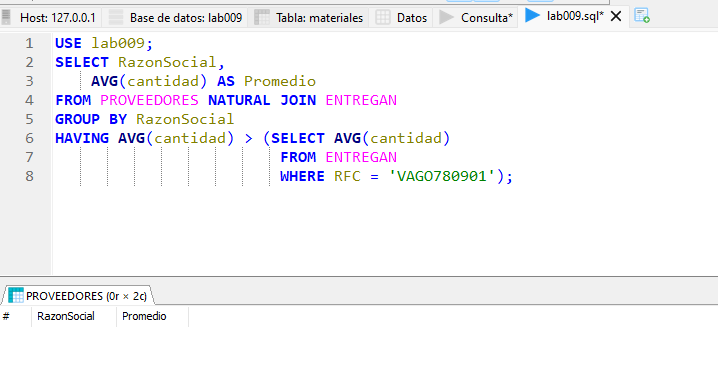 Host: 127.0.0.1 Base de datos: lab009 Tabla: materiales Datos Consulta* lab009.sql*
1 USE lab009;
2 SELECT RazonSocial,
3 AVG(cantidad) AS Promedio
4 FROM PROVEEDORES NATURAL JOIN ENTREGAN
5 GROUP BY RazonSocial
6 HAVING AVG(cantidad) > (SELECT AVG(cantidad)
7 FROM ENTREGAN
8 WHERE RFC = 'VAGO780901');
PROVEEDORES (0r × 2c)
# RazonSocial Promedio